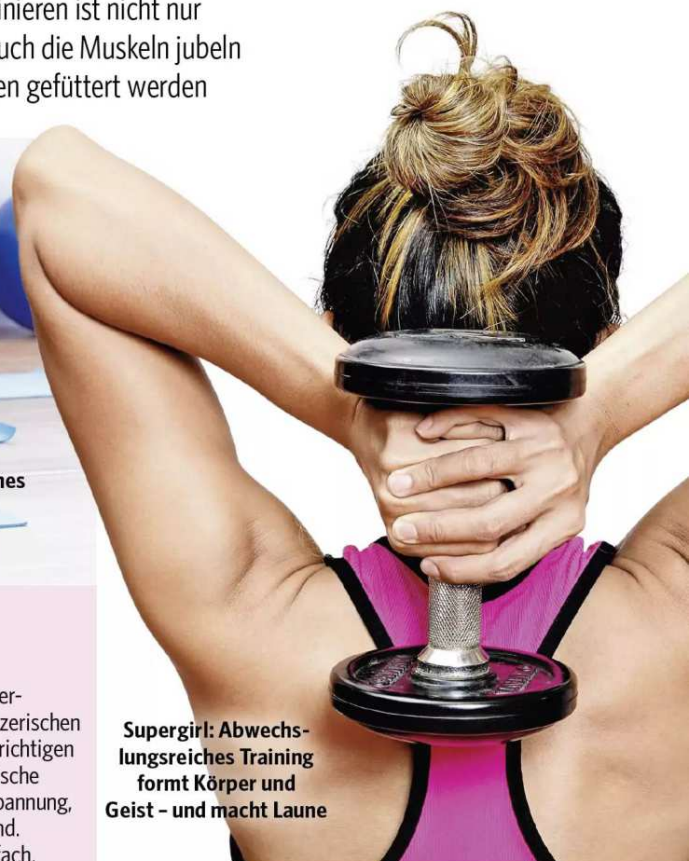 inieren ist nicht nur
uch die Muskeln jubeln
en gefüttert werden
nes
er-
zerischen
richtigen
sche
pannung,
nd.
fach.
Supergirl: Abwechs-
lungsreiches Training
formt Körper und
Geist – und macht Laune